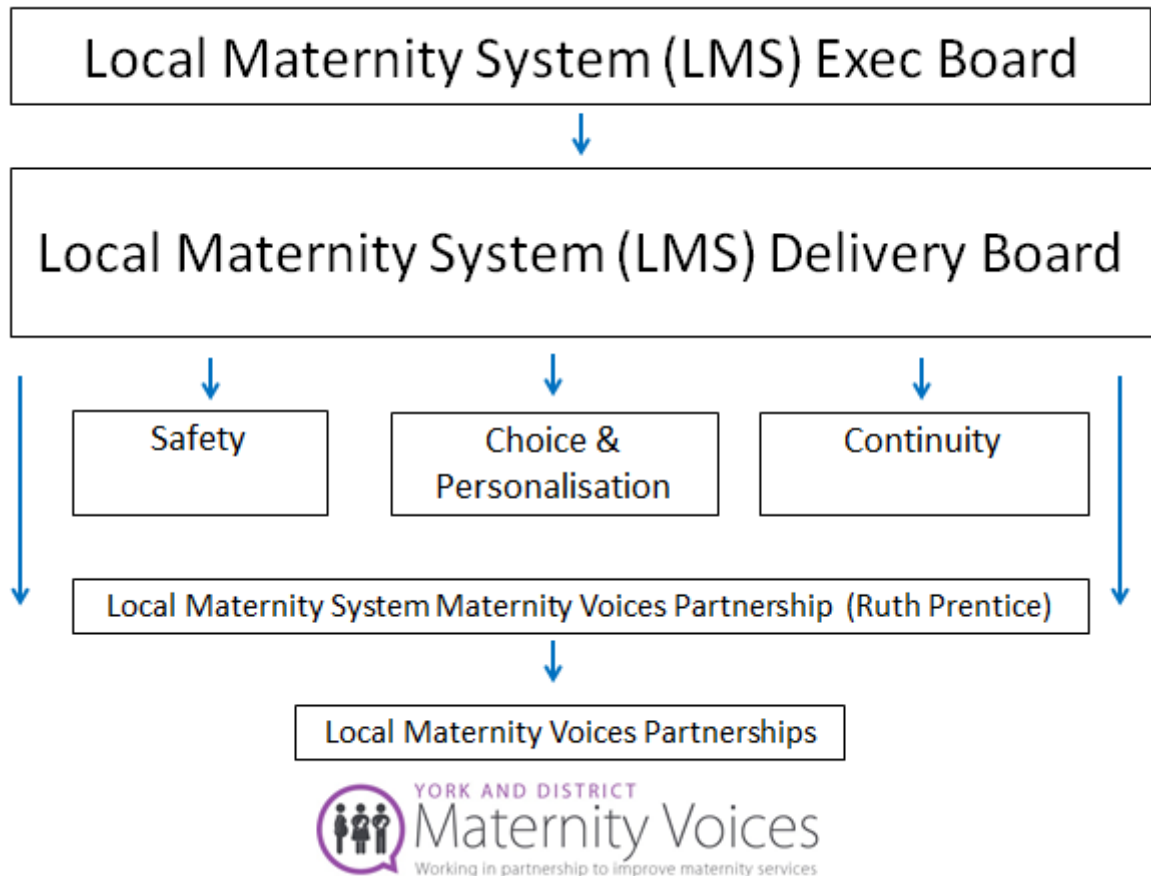 Local Maternity System (LMS) Exec Board
Local Maternity System (LMS) Delivery Board
Safety
Choice &
Personalisation
Continuity
Local Maternity System Maternity Voices Partnership (Ruth Prentice)
Local Maternity Voices Partnerships
YORK AND DISTRICT
Maternity Voices
Working in partnership to improve maternity services